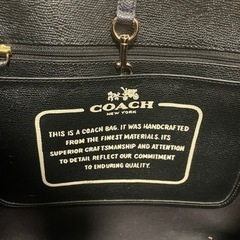 COACH
NEW YORK
THIS IS A COACH BAG. IT WAS HANDCRAFTED
FROM THE FINEST MATERIALS. ITS
SUPERIOR CRAFTSMANSHIP AND ATTENTION
TO DETAIL REFLECT OUR COMMITMENT
TO ENDURING QUALITY.